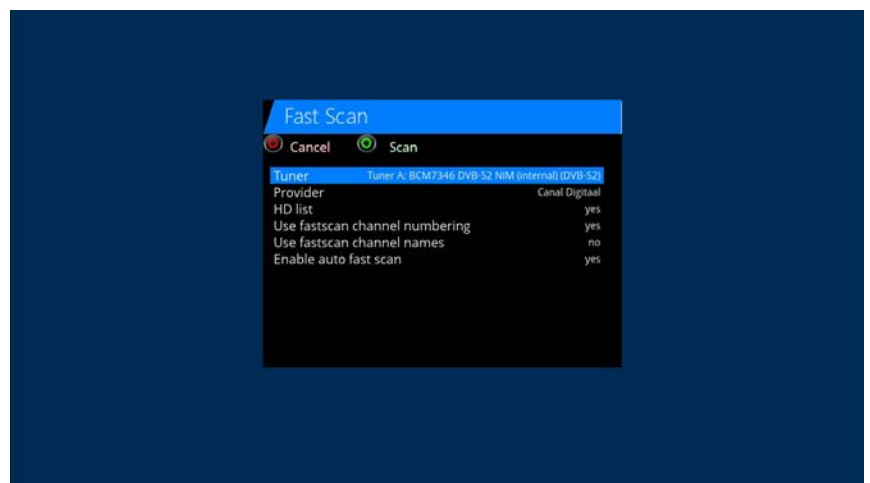 Fast Scan
Cancel Scan
Tuner Tuner A: BCM7346 DVB-S2 NIM (internal) (DVB-S2)
Provider Canal Digitaal
HD list yes
Use fastscan channel numbering yes
Use fastscan channel names no
Enable auto fast scan yes